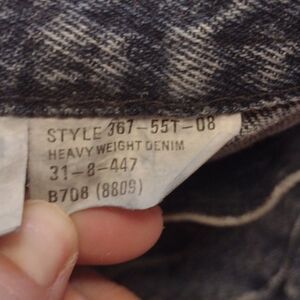 STYLE 367-55T-08
HEAVY WEIGHT DENIM
31-8-447
B708 (8809)